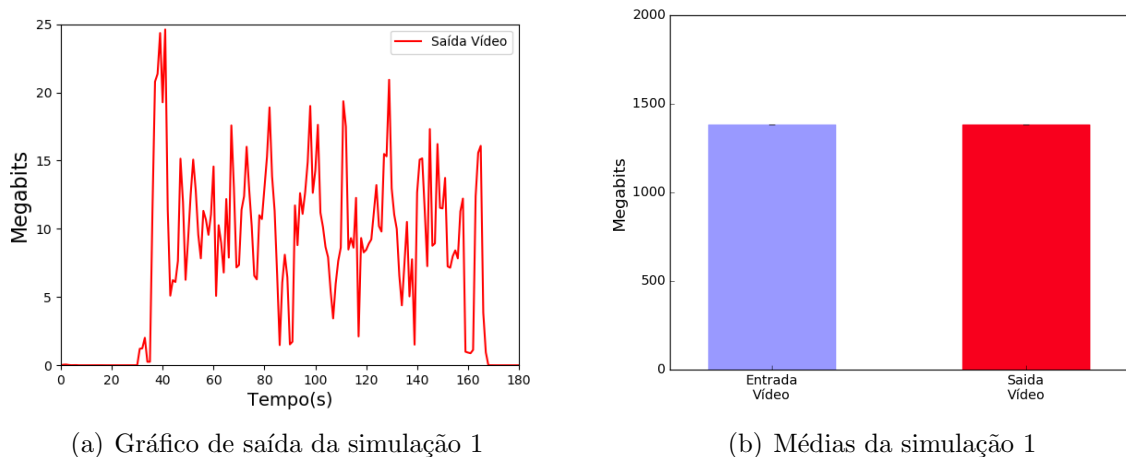 25
20
15
10
5
0
Megabits
Saída Vídeo
0 20 40 60 80 100 120 140 160 180
Tempo(s)
(a) Gráfico de saída da simulação 1
2000
1500
1000
500
0
Megabits
Entrada
Vídeo
Saida
Vídeo
(b) Médias da simulação 1